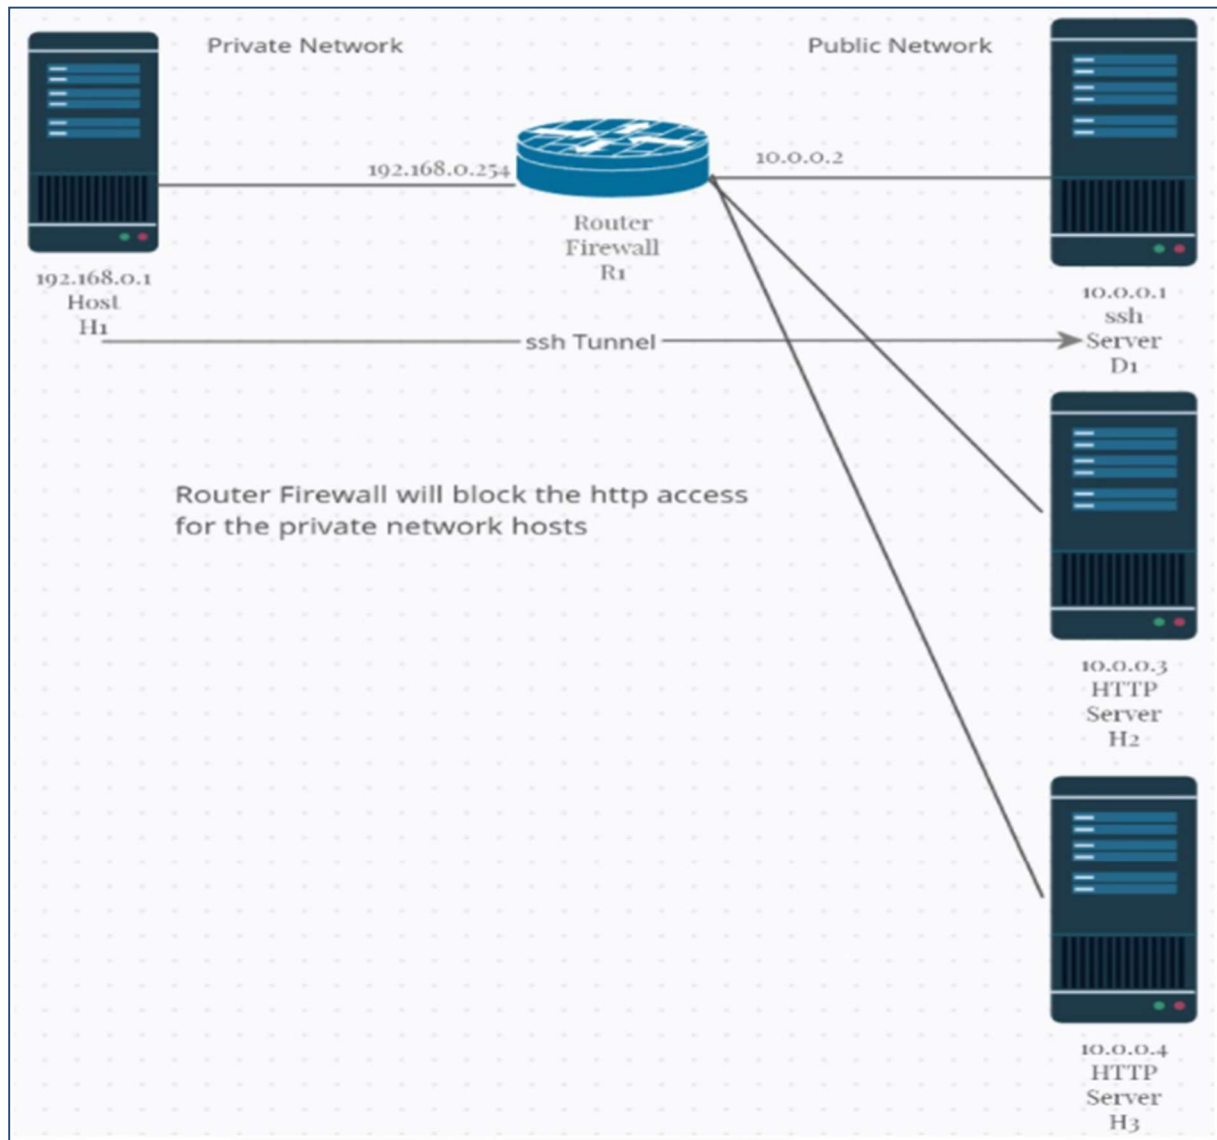 Private Network
Public Network
192.168.0.254
10.0.0.2
Router
Firewall
R1
192.168.0.1
Host
H1
10.0.0.1
ssh
Server
D1
ssh Tunnel
Router Firewall will block the http access
for the private network hosts
10.0.0.3
HTTP
Server
H2
10.0.0.4
HTTP
Server
H3